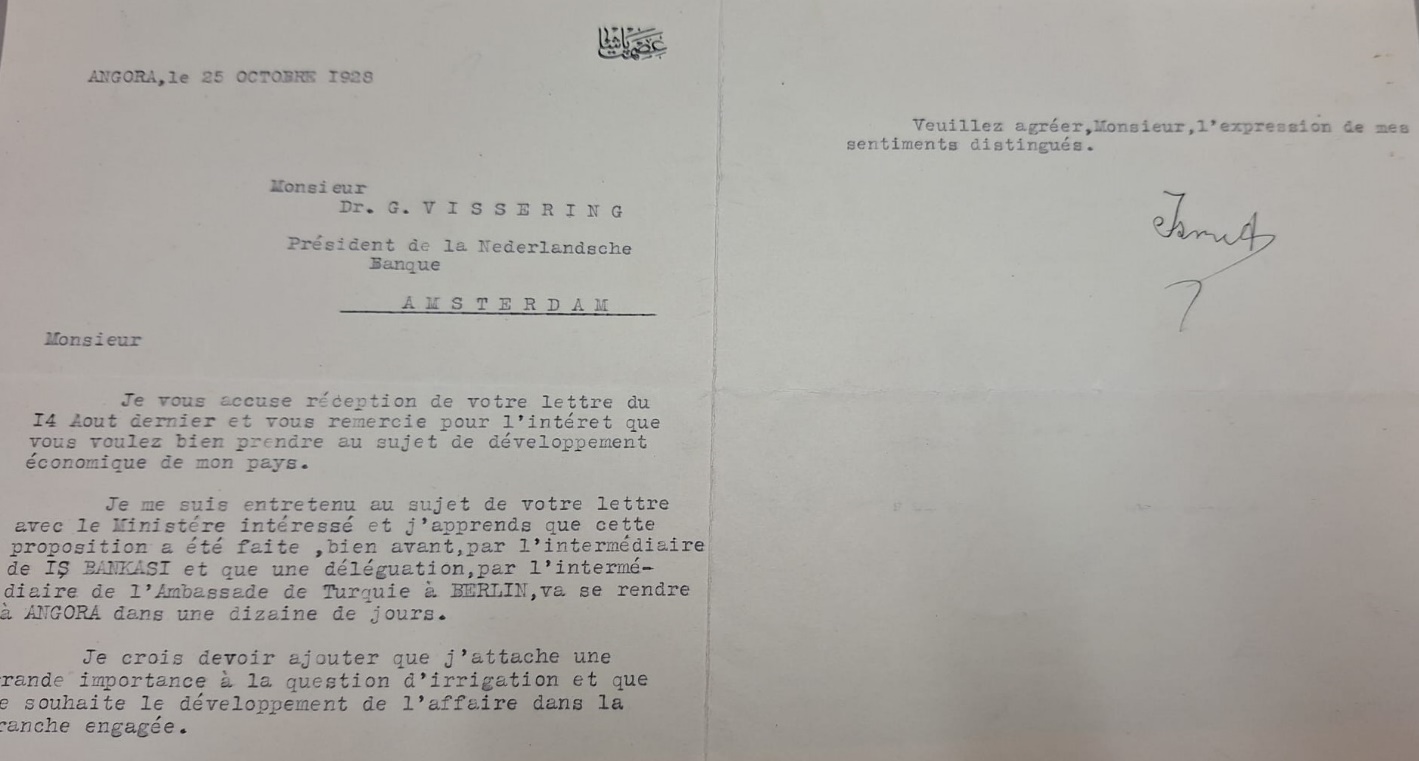 عصمت پاشا
ANGORA,le 25 OCTOBRE I928
Monsieur
Dr. G. V I S S E R I N G
Président de la Nederlandsche
Banque
A M S T E R D A M
Monsieur
Je vous accuse réception de votre lettre du
I4 Aout dernier et vous remercie pour l'intéret que
vous voulez bien prendre au sujet de développement
économique de mon pays.
Je me suis entretenu au sujet de votre lettre
avec le Ministére intéressé et j'apprends que cette
proposition a été faite ,bien avant,par l'intermédiaire
de IŞ BANKASI et que une déléguation,par l'intermé-
diaire de l'Ambassade de Turquie à BERLIN,va se rendre
à ANGORA dans une dizaine de jours.
Je crois devoir ajouter que j'attache une
rande importance à la question d'irrigation et que
e souhaite le développement de l'affaire dans la
ranche engagée.
Veuillez agréer,Monsieur,l'expression de mes
sentiments distingués.
Ismet